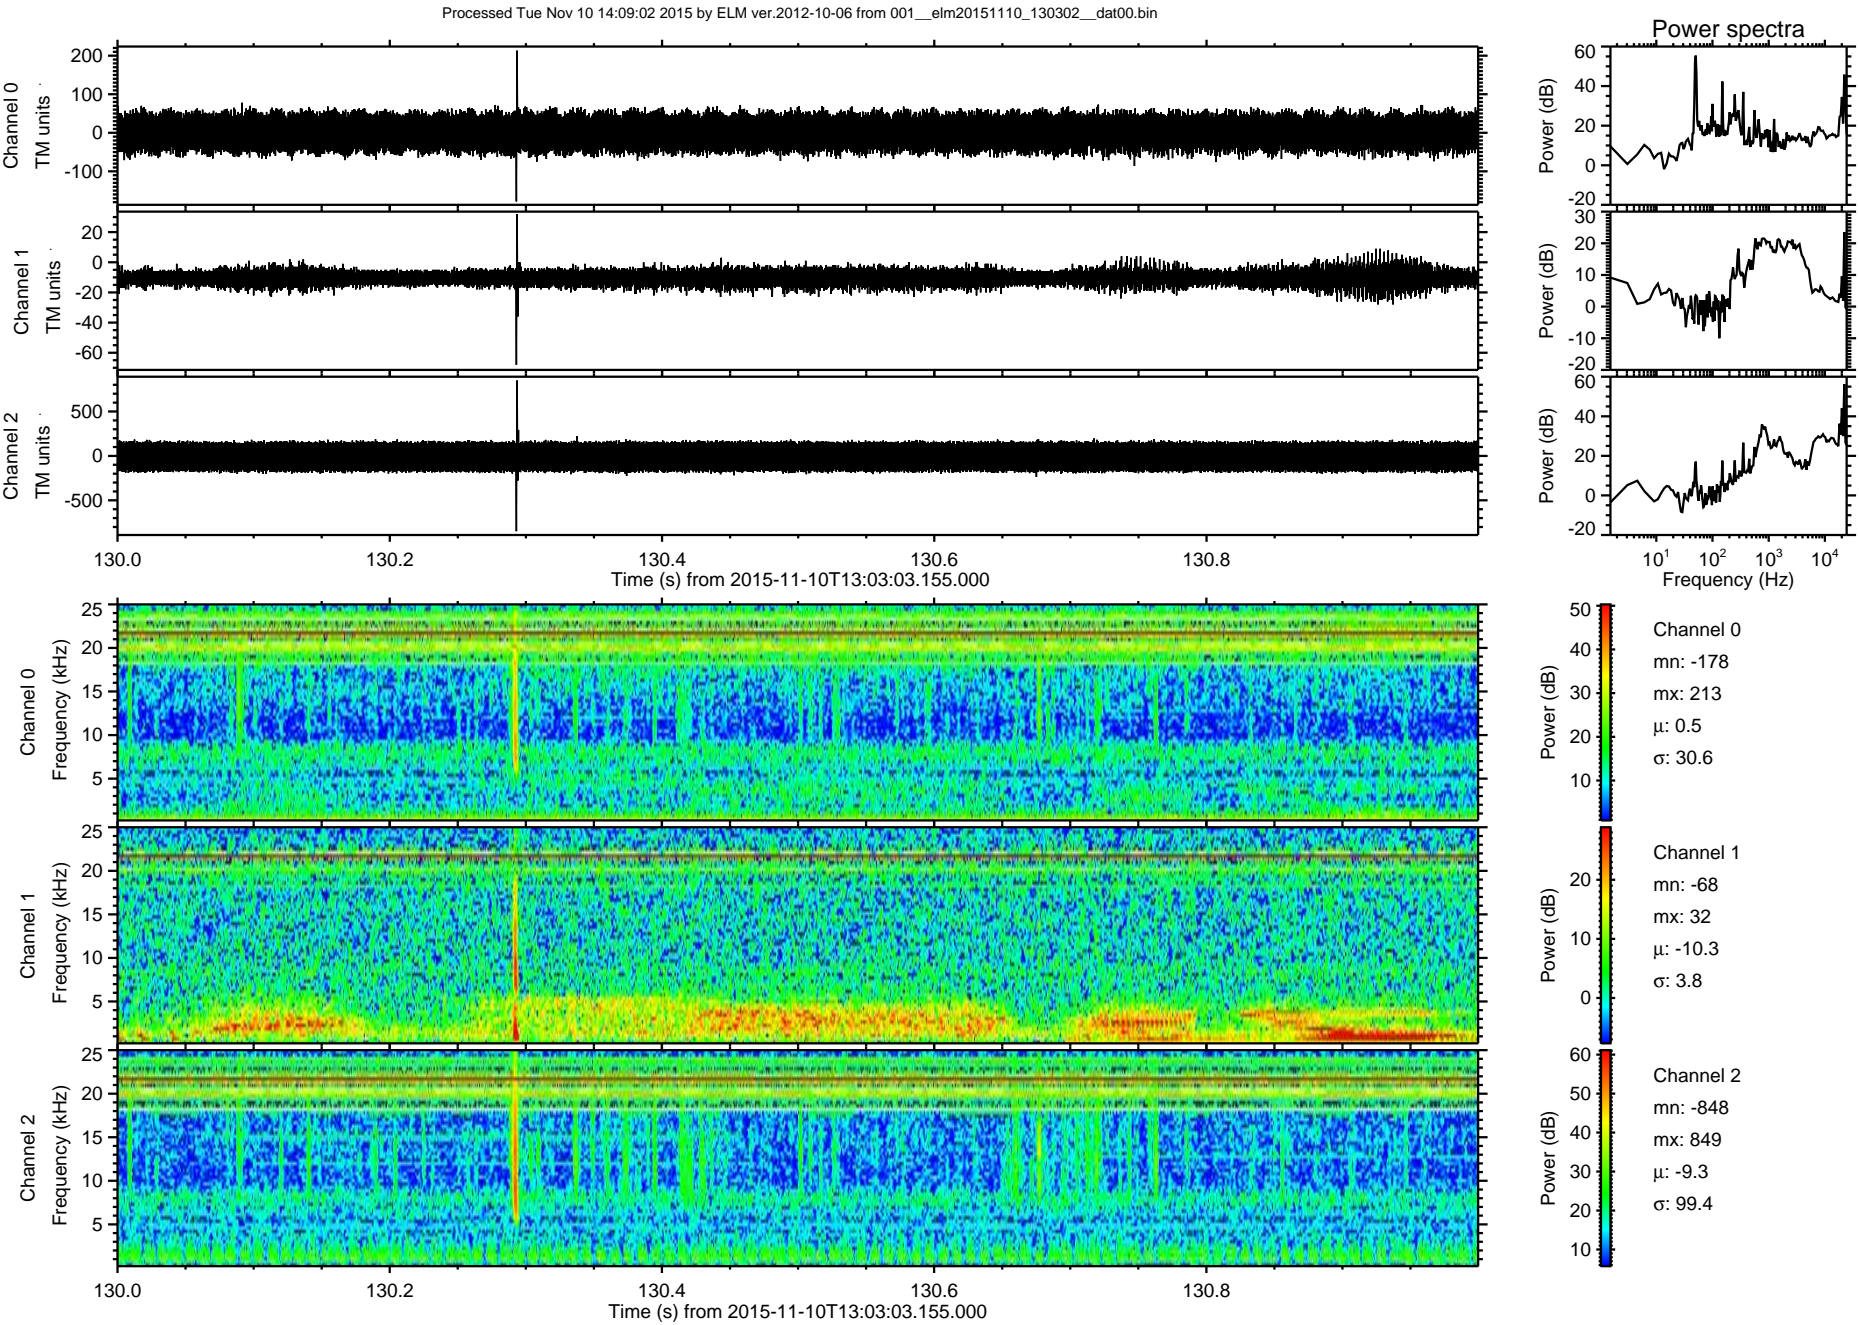 Processed Tue Nov 10 14:09:02 2015 by ELM ver.2012-10-06 from 001__elm20151110_130302__dat00.bin
Power spectra
Channel 0
TM units
200
100
0
-100
Power (dB)
60
40
20
0
-20
Channel 1
TM units
20
0
-20
-40
-60
Power (dB)
30
20
10
0
-10
-20
Channel 2
TM units
500
0
-500
Power (dB)
60
40
20
0
-20
130.0 130.2 130.4 130.6 130.8
Time (s) from 2015-11-10T13:03:03.155.000
10^1 10^2 10^3 10^4
Frequency (Hz)
Channel 0
Frequency (kHz)
25
20
15
10
5
Power (dB)
50
40
30
20
10
Channel 0
mn: -178
mx: 213
μ: 0.5
σ: 30.6
Channel 1
Frequency (kHz)
25
20
15
10
5
Power (dB)
20
10
0
Channel 1
mn: -68
mx: 32
μ: -10.3
σ: 3.8
Channel 2
Frequency (kHz)
25
20
15
10
5
Power (dB)
60
50
40
30
20
10
Channel 2
mn: -848
mx: 849
μ: -9.3
σ: 99.4
130.0 130.2 130.4 130.6 130.8
Time (s) from 2015-11-10T13:03:03.155.000